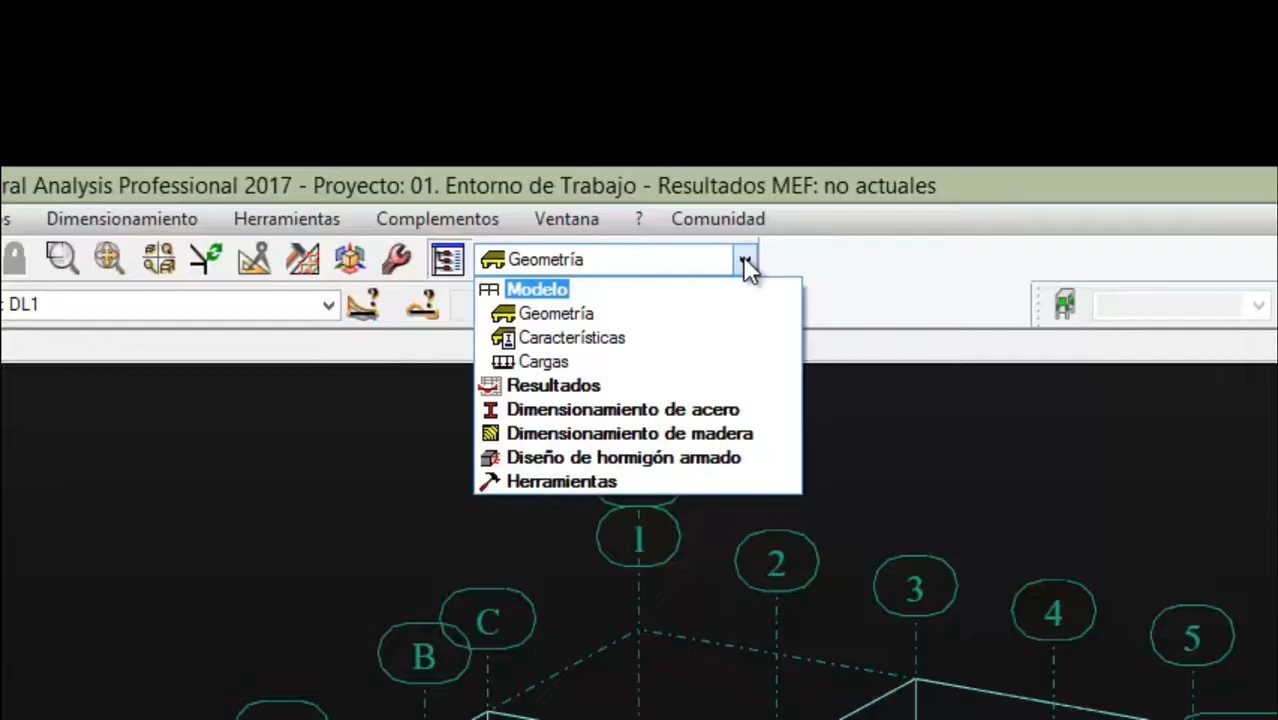 ral Analysis Professional 2017 - Proyecto: 01. Entorno de Trabajo - Resultados MEF: no actuales
s Dimensionamiento Herramientas Complementos Ventana ? Comunidad
Geometría
: DL1
Modelo
Geometría
Características
Cargas
Resultados
Dimensionamiento de acero
Dimensionamiento de madera
Diseño de hormigón armado
Herramientas
1
2
3
4
5
C
B